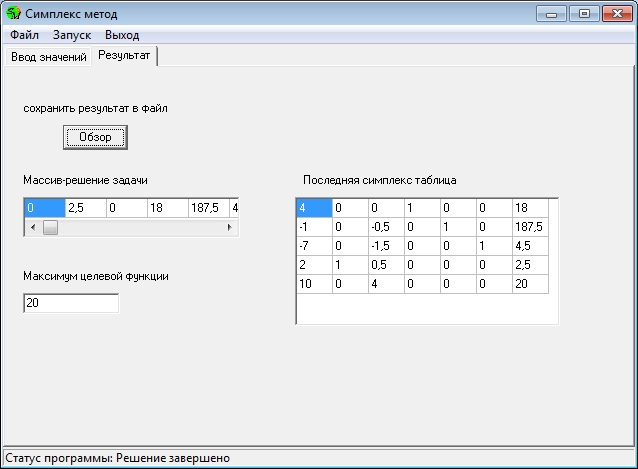 Симплекс метод
Файл Запуск Выход
Ввод значений Результат
сохранить результат в файл
Обзор
Массив-решение задачи
0 2,5 0 18 187,5 4
Максимум целевой функции
20
Последняя симплекс таблица
4 0 0 1 0 0 18
-1 0 -0,5 0 1 0 187,5
-7 0 -1,5 0 0 1 4,5
2 1 0,5 0 0 0 2,5
10 0 4 0 0 0 20
Статус программы: Решение завершено